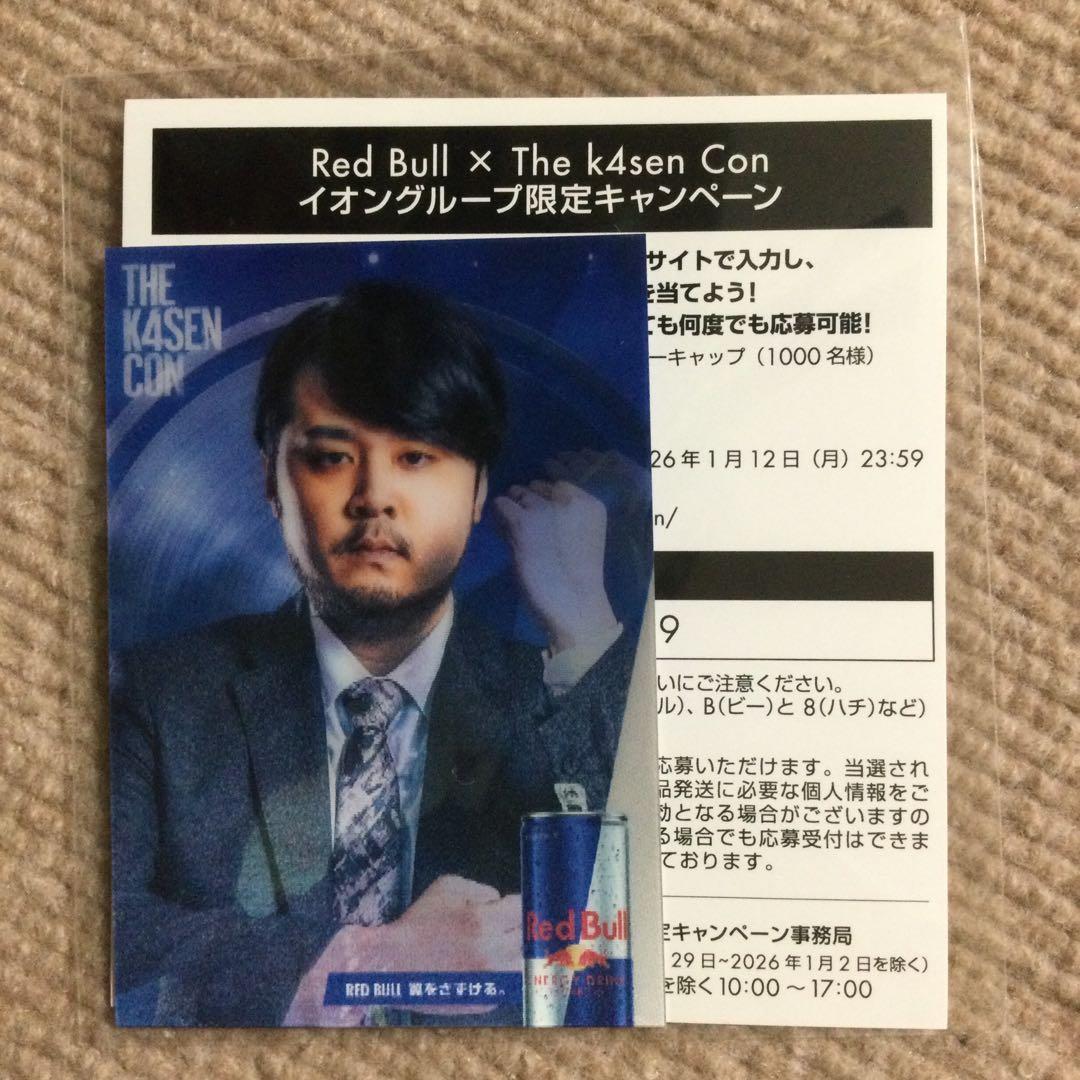 Red Bull × The k4sen Con
イオングループ限定キャンペーン
サイトで入力し、
を当てよう!
ても何度でも応募可能!
ーキャップ（1000名様）
26年1月12日（月）23:59
n/
9
いにご注意ください。
ル）、B（ビー）と 8（ハチ）など）
応募いただけます。当選され
品発送に必要な個人情報をご
効となる場合がございますの
る場合でも応募受付はできま
ております。
定キャンペーン事務局
29日~2026年1月2日を除く）
を除く10:00～17:00
THE
K4SEN
CON
Red Bull
ENERGY DRINK
RED BULL 翼をさずける。